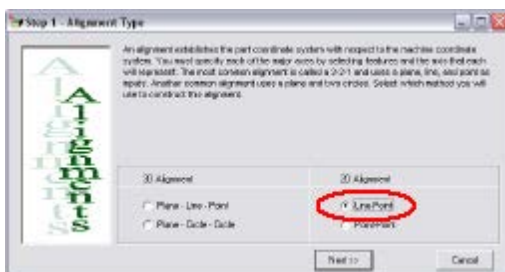 Step 1 - Alignment Type
An alignment establishes the part coordinate system with respect to the machine coordinate
system. You must specify each of the major axes by selecting features and the axis that each
will represent. The most common alignment is called a 3-2-1 and uses a plane, line, and point as
inputs. Another common alignment uses a plane and two circles. Select which method you will
use to construct this alignment.
Alignments
3D Alignment
2D Alignment
Plane - Line - Point
Line-Point
Plane - Circle - Circle
Point-Point
Next >>
Cancel